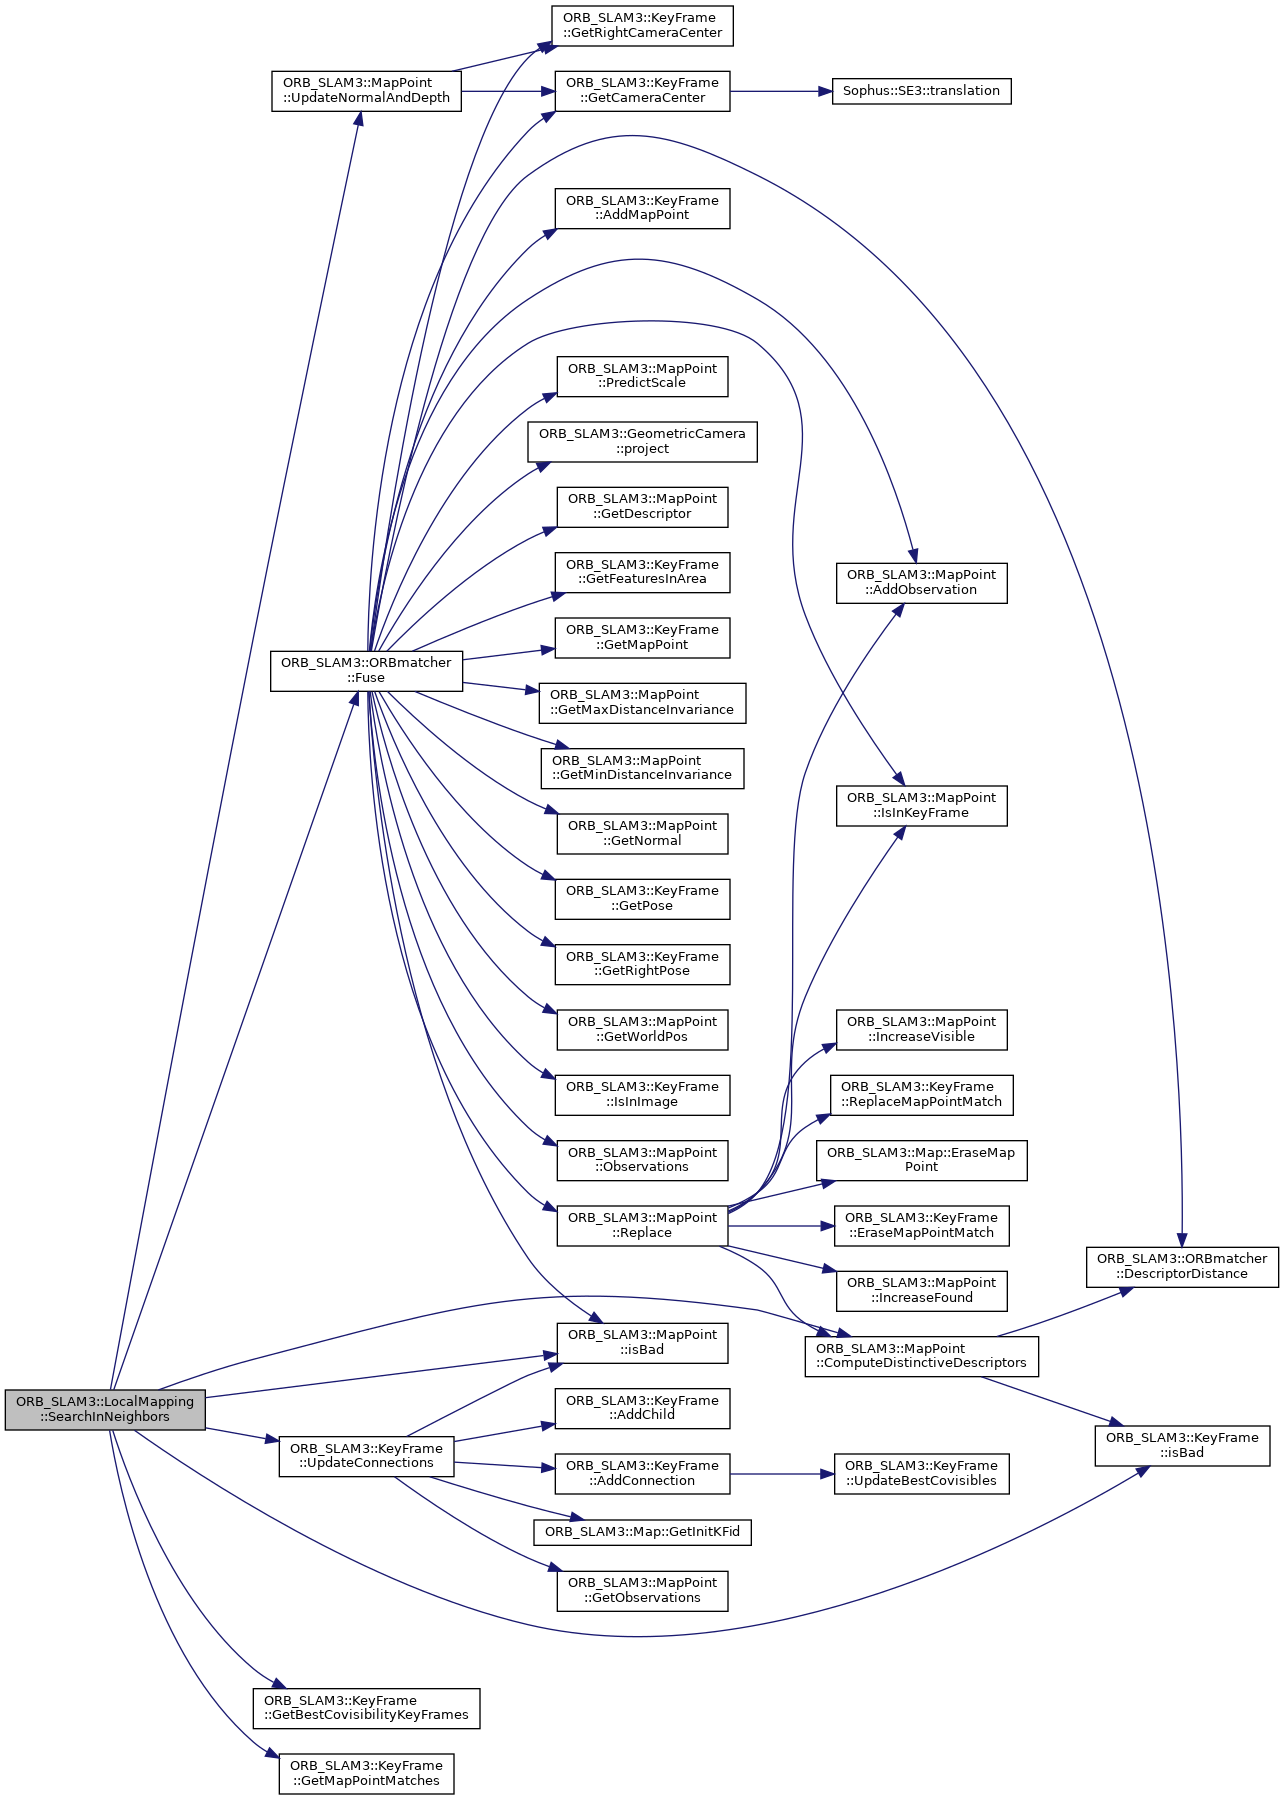 ORB_SLAM3::KeyFrame
::GetRightCameraCenter
ORB_SLAM3::MapPoint
::UpdateNormalAndDepth
ORB_SLAM3::KeyFrame
::GetCameraCenter
Sophus::SE3::translation
ORB_SLAM3::KeyFrame
::AddMapPoint
ORB_SLAM3::MapPoint
::PredictScale
ORB_SLAM3::GeometricCamera
::project
ORB_SLAM3::MapPoint
::GetDescriptor
ORB_SLAM3::KeyFrame
::GetFeaturesInArea
ORB_SLAM3::MapPoint
::AddObservation
ORB_SLAM3::KeyFrame
::GetMapPoint
ORB_SLAM3::ORBmatcher
::Fuse
ORB_SLAM3::MapPoint
::GetMaxDistanceInvariance
ORB_SLAM3::MapPoint
::GetMinDistanceInvariance
ORB_SLAM3::MapPoint
::IsInKeyFrame
ORB_SLAM3::MapPoint
::GetNormal
ORB_SLAM3::KeyFrame
::GetPose
ORB_SLAM3::KeyFrame
::GetRightPose
ORB_SLAM3::MapPoint
::GetWorldPos
ORB_SLAM3::MapPoint
::IncreaseVisible
ORB_SLAM3::KeyFrame
::IsInImage
ORB_SLAM3::KeyFrame
::ReplaceMapPointMatch
ORB_SLAM3::MapPoint
::Observations
ORB_SLAM3::Map::EraseMap
Point
ORB_SLAM3::MapPoint
::Replace
ORB_SLAM3::KeyFrame
::EraseMapPointMatch
ORB_SLAM3::ORBmatcher
::DescriptorDistance
ORB_SLAM3::MapPoint
::IncreaseFound
ORB_SLAM3::MapPoint
::isBad
ORB_SLAM3::MapPoint
::ComputeDistinctiveDescriptors
ORB_SLAM3::LocalMapping
::SearchInNeighbors
ORB_SLAM3::KeyFrame
::AddChild
ORB_SLAM3::KeyFrame
::isBad
ORB_SLAM3::KeyFrame
::UpdateConnections
ORB_SLAM3::KeyFrame
::AddConnection
ORB_SLAM3::KeyFrame
::UpdateBestCovisibles
ORB_SLAM3::Map::GetInitKFid
ORB_SLAM3::MapPoint
::GetObservations
ORB_SLAM3::KeyFrame
::GetBestCovisibilityKeyFrames
ORB_SLAM3::KeyFrame
::GetMapPointMatches